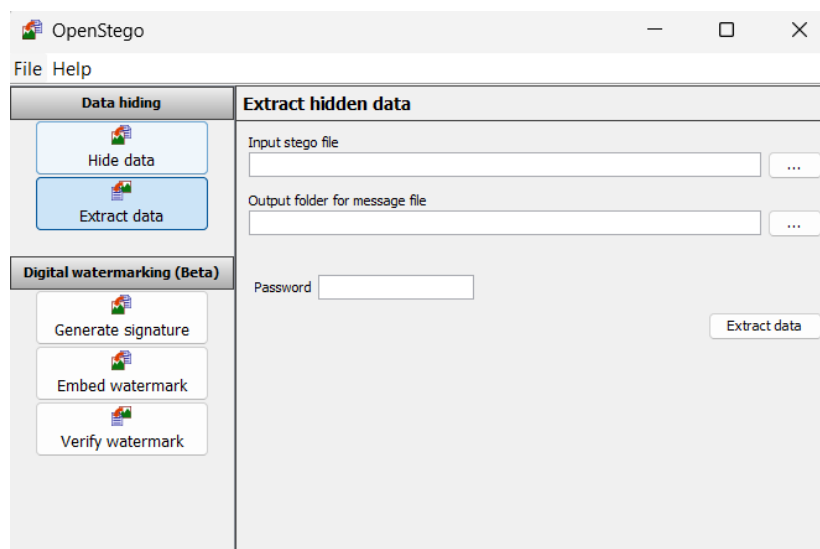 OpenStego
File Help
Data hiding
Hide data
Extract data
Digital watermarking (Beta)
Generate signature
Embed watermark
Verify watermark
Extract hidden data
Input stego file
...
Output folder for message file
...
Password
Extract data